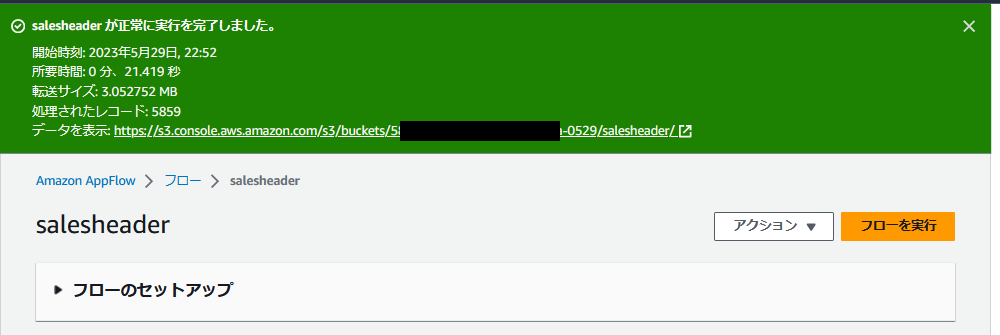 salesheader が正常に実行を完了しました。
開始時刻: 2023年5月29日, 22:52
所要時間: 0 分、21.419 秒
転送サイズ: 3.052752 MB
処理されたレコード: 5859
データを表示: https://s3.console.aws.amazon.com/s3/buckets/5 -0529/salesheader/
Amazon AppFlow > フロー > salesheader
salesheader
アクション ▼
フローを実行
▶ フローのセットアップ